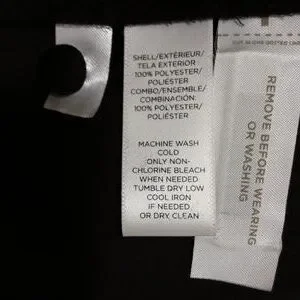 SHELL/EXTÉRIEUR/
TELA EXTERIOR
100% POLYESTER/
POLIÉSTER
COMBO/ENSEMBLE/
COMBINACIÓN:
100% POLYESTER/
POLIÉSTER
MACHINE WASH
COLD
ONLY NON-
CHLORINE BLEACH
WHEN NEEDED
TUMBLE DRY LOW
COOL IRON
IF NEEDED
OR DRY CLEAN
REMOVE BEFORE WEARING
OR WASHING